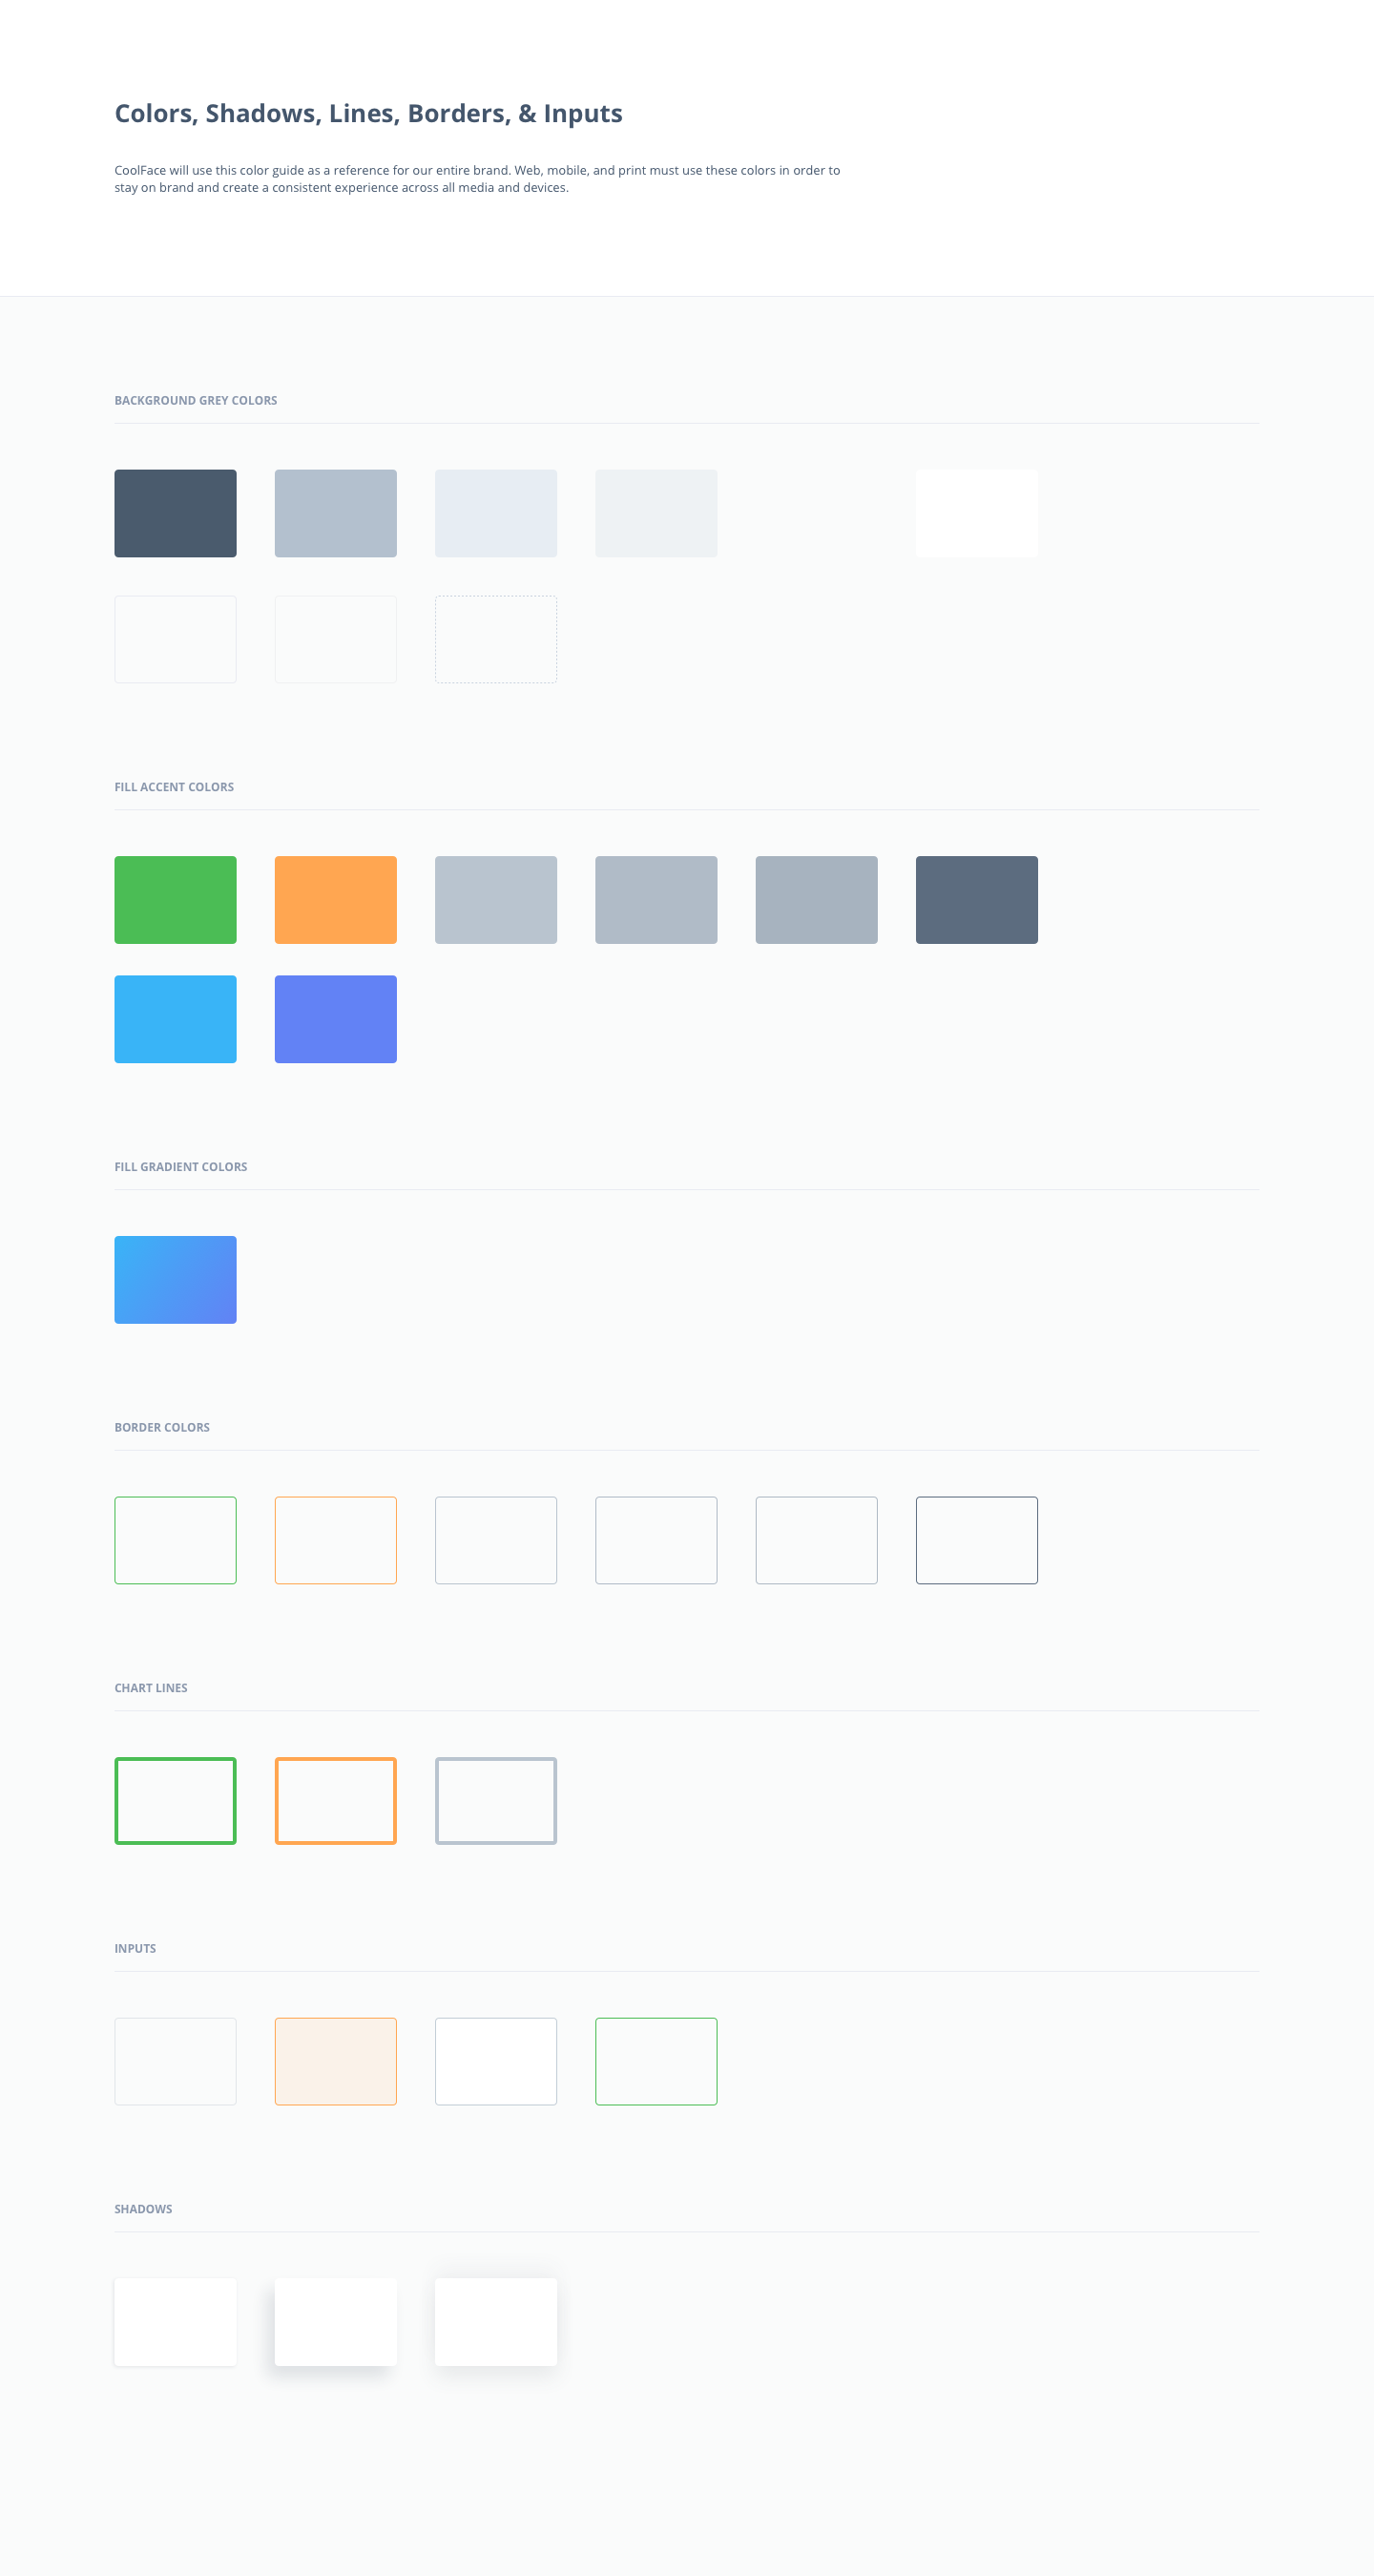 Colors, Shadows, Lines, Borders, & Inputs
CoolFace will use this color guide as a reference for our entire brand. Web, mobile, and print must use these colors in order to
stay on brand and create a consistent experience across all media and devices.
BACKGROUND GREY COLORS
FILL ACCENT COLORS
FILL GRADIENT COLORS
BORDER COLORS
CHART LINES
INPUTS
SHADOWS